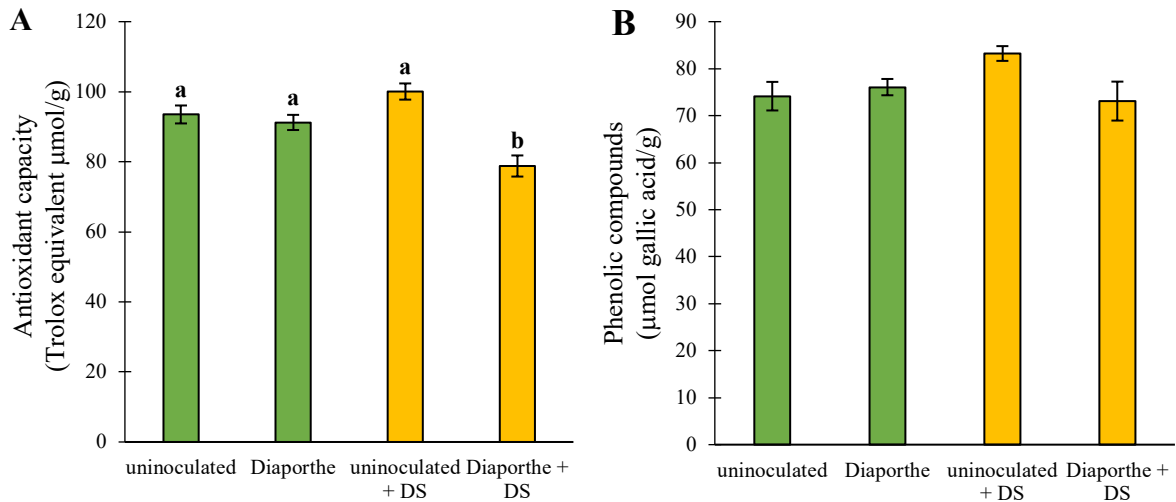 A
Antioxidant capacity
(Trolox equivalent µmol/g)
120
100
80
60
40
20
0
a
a
a
b
uninoculated
Diaporthe
uninoculated
+ DS
Diaporthe +
DS
B
Phenolic compounds
(µmol gallic acid/g)
90
80
70
60
50
40
30
20
10
0
uninoculated
Diaporthe
uninoculated
+ DS
Diaporthe +
DS